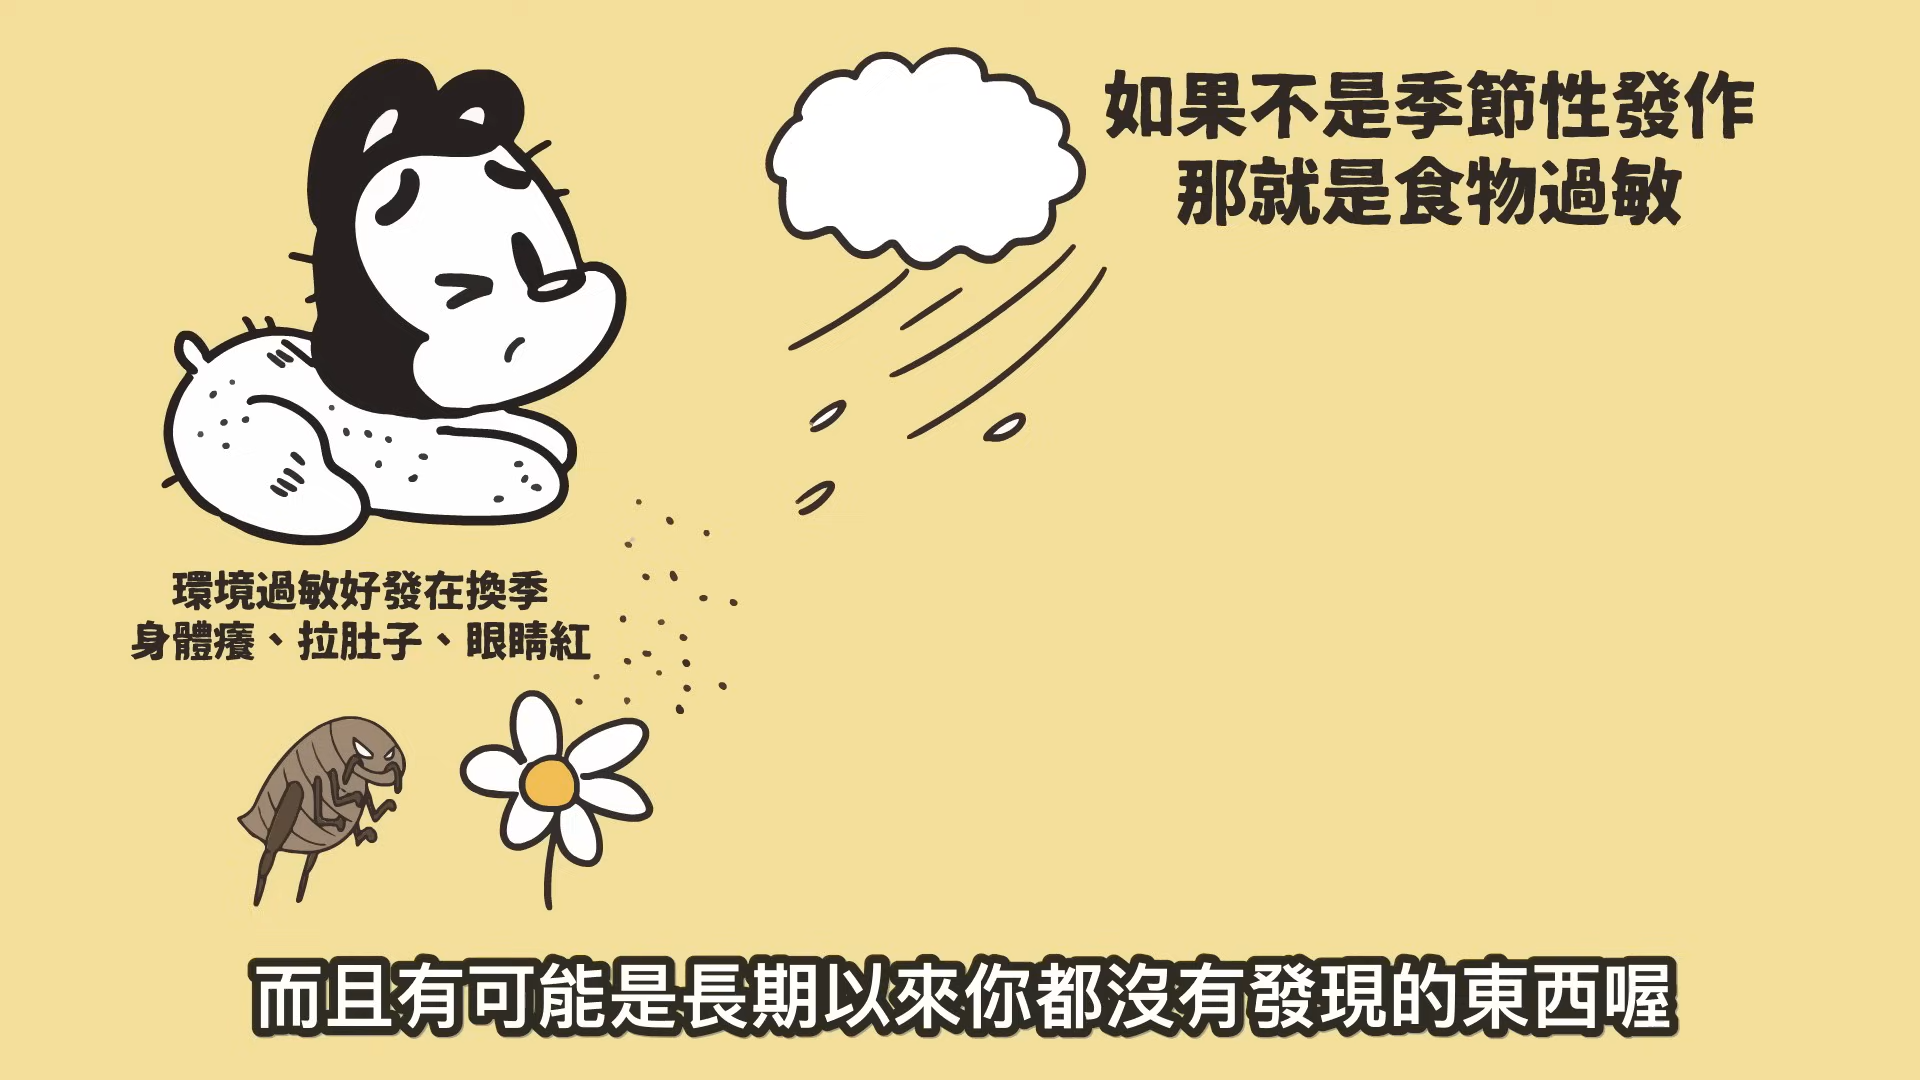 如果不是季節性發作
那就是食物過敏
環境過敏好發在換季
身體癢、拉肚子、眼睛紅
而且有可能是長期以來你都沒有發現的東西喔